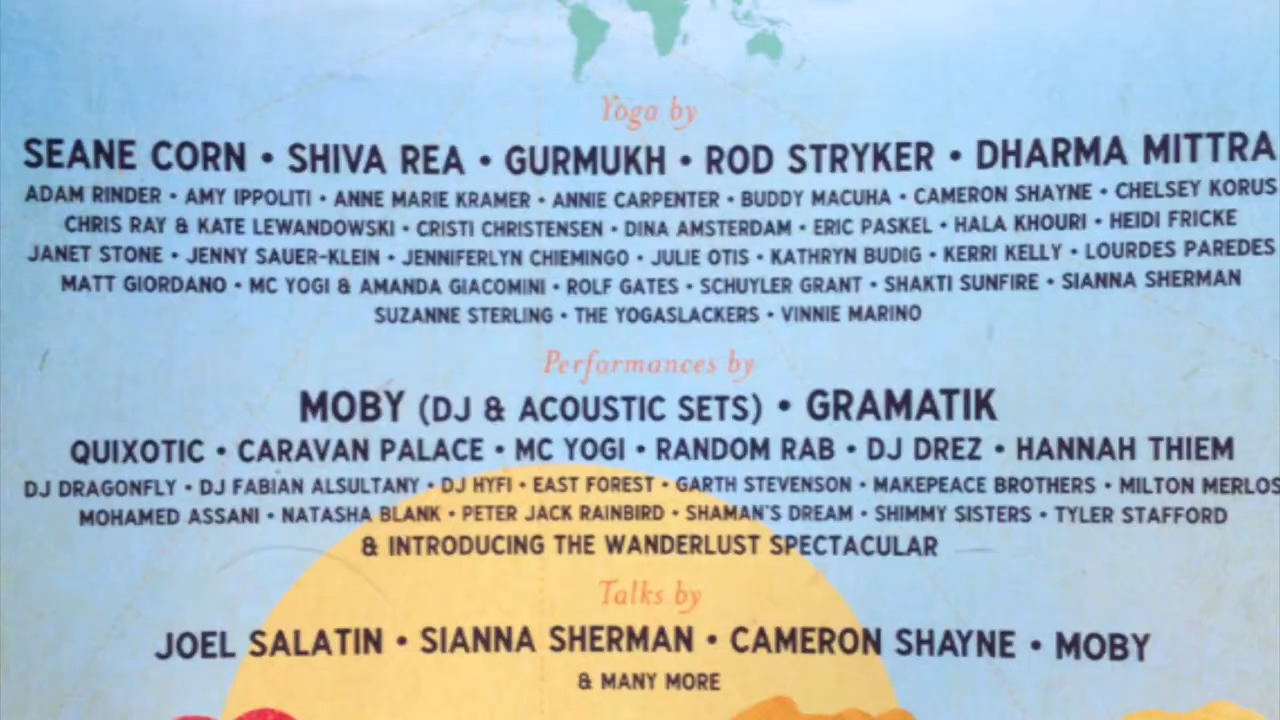 Yoga by
SEANE CORN • SHIVA REA • GURMUKH • ROD STRYKER • DHARMA MITTRA
ADAM RINDER • AMY IPPOLITI • ANNE MARIE KRAMER • ANNIE CARPENTER • BUDDY MACUHA • CAMERON SHAYNE • CHELSEY KORUS
CHRIS RAY & KATE LEWANDOWSKI • CRISTI CHRISTENSEN • DINA AMSTERDAM • ERIC PASKEL • HALA KHOURI • HEIDI FRICKE
JANET STONE • JENNY SAUER-KLEIN • JENNIFERLYN CHIEMINGO • JULIE OTIS • KATHRYN BUDIG • KERRI KELLY • LOURDES PAREDES
MATT GIORDANO • MC YOGI & AMANDA GIACOMINI • ROLF GATES • SCHUYLER GRANT • SHAKTI SUNFIRE • SIANNA SHERMAN
SUZANNE STERLING • THE YOGASLACKERS • VINNIE MARINO
Performances by
MOBY (DJ & ACOUSTIC SETS) • GRAMATIK
QUIXOTIC • CARAVAN PALACE • MC YOGI • RANDOM RAB • DJ DREZ • HANNAH THIEM
DJ DRAGONFLY • DJ FABIAN ALSULTANY • DJ HYFI • EAST FOREST • GARTH STEVENSON • MAKEPEACE BROTHERS • MILTON MERLOS
MOHAMED ASSANI • NATASHA BLANK • PETER JACK RAINBIRD • SHAMAN'S DREAM • SHIMMY SISTERS • TYLER STAFFORD
& INTRODUCING THE WANDERLUST SPECTACULAR
Talks by
JOEL SALATIN • SIANNA SHERMAN • CAMERON SHAYNE • MOBY
& MANY MORE